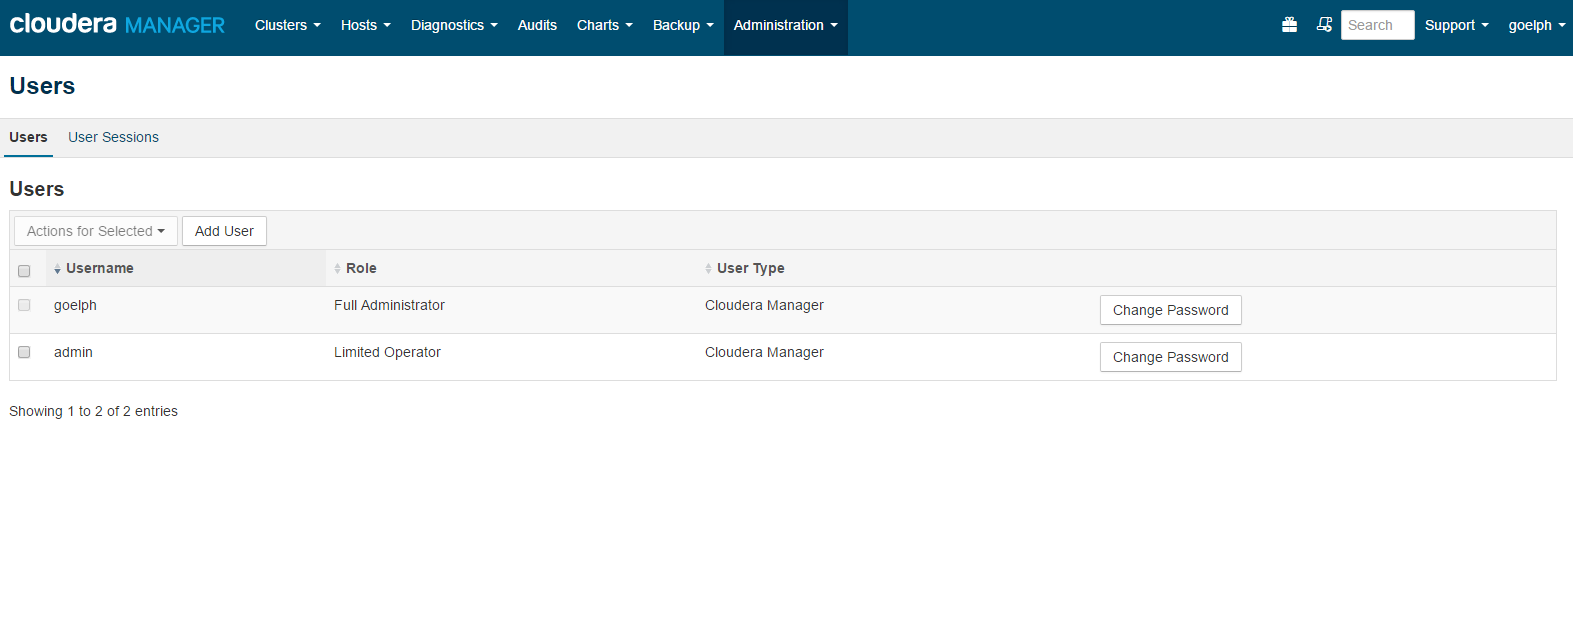 cloudera MANAGER Clusters Hosts Diagnostics Audits Charts Backup Administration Search Support goelph
Users
Users User Sessions
Users
Actions for Selected Add User
Username Role User Type
goelph Full Administrator Cloudera Manager Change Password
admin Limited Operator Cloudera Manager Change Password
Showing 1 to 2 of 2 entries